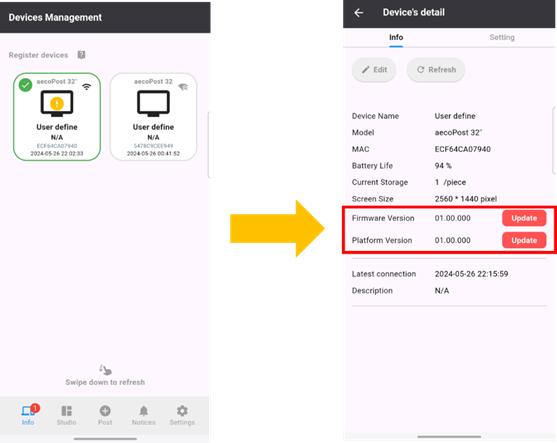 Devices Management
Register devices ?
aecoPost 32"
User define
N/A
ECF64CA07940
2024-05-26 22:02:33
aecoPost 32
User define
N/A
5478C9CEE949
2024-05-26 00:41:52
Swipe down to refresh
1
Info
Studio
Post
Notices
Settings
Device's detail
Info
Setting
Edit
Refresh
Device Name User define
Model aecoPost 32"
MAC ECF64CA07940
Battery Life 94 %
Current Storage 1 /piece
Screen Size 2560 * 1440 pixel
Firmware Version 01.00.000 Update
Platform Version 01.00.000 Update
Latest connection 2024-05-26 22:15:59
Description N/A